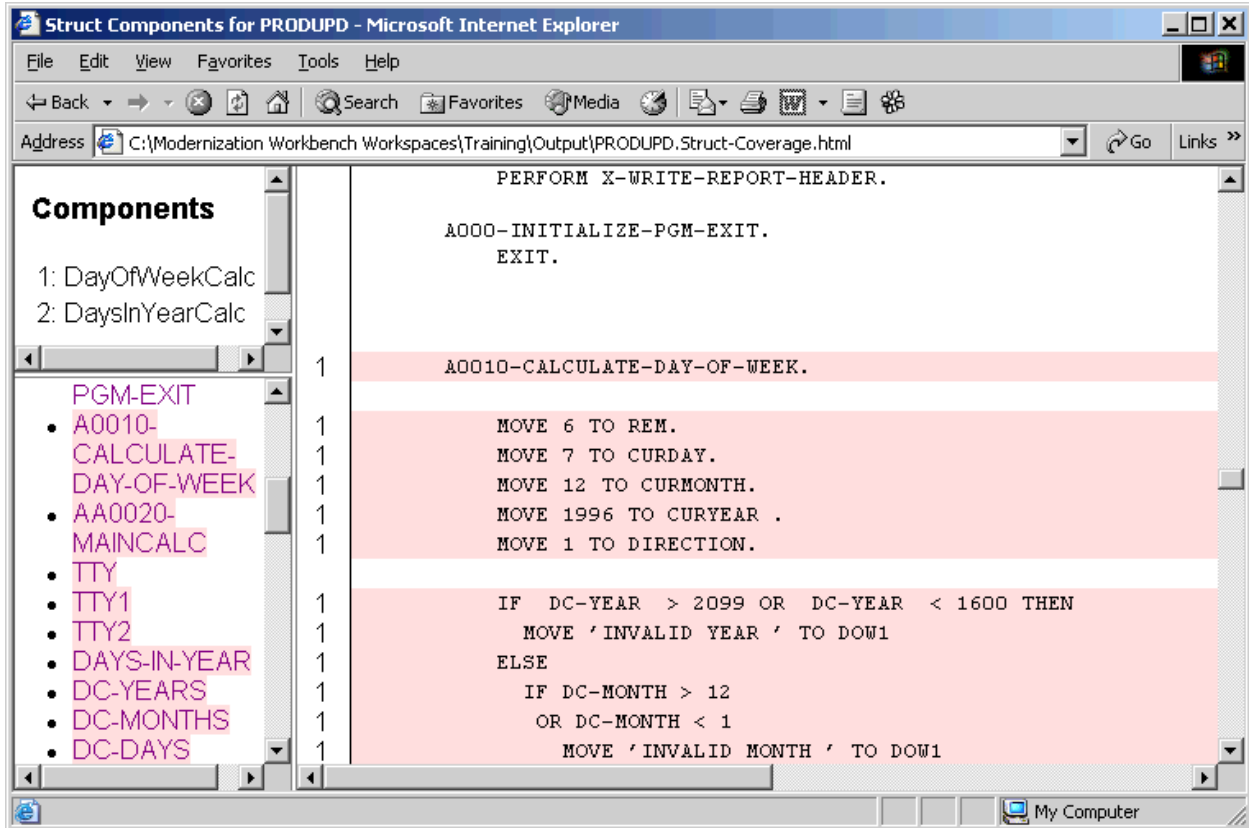 Struct Components for PRODUPD - Microsoft Internet Explorer
File Edit View Favorites Tools Help
Back Search Favorites Media
Address C:\Modernization Workbench Workspaces\Training\Output\PRODUPD.Struct-Coverage.html Go Links »
Components
1: DayOfWeekCalc
2: DaysInYearCalc
PGM-EXIT
• A0010-
CALCULATE-
DAY-OF-WEEK
• AA0020-
MAINCALC
• TTY
• TTY1
• TTY2
• DAYS-IN-YEAR
• DC-YEARS
• DC-MONTHS
• DC-DAYS
PERFORM X-WRITE-REPORT-HEADER.
A000-INITIALIZE-PGM-EXIT.
EXIT.
1 A0010-CALCULATE-DAY-OF-WEEK.
1 MOVE 6 TO REM.
1 MOVE 7 TO CURDAY.
1 MOVE 12 TO CURMONTH.
1 MOVE 1996 TO CURYEAR .
1 MOVE 1 TO DIRECTION.
1 IF DC-YEAR > 2099 OR DC-YEAR < 1600 THEN
1 MOVE 'INVALID YEAR ' TO DOW1
1 ELSE
1 IF DC-MONTH > 12
1 OR DC-MONTH < 1
1 MOVE 'INVALID MONTH ' TO DOW1
My Computer